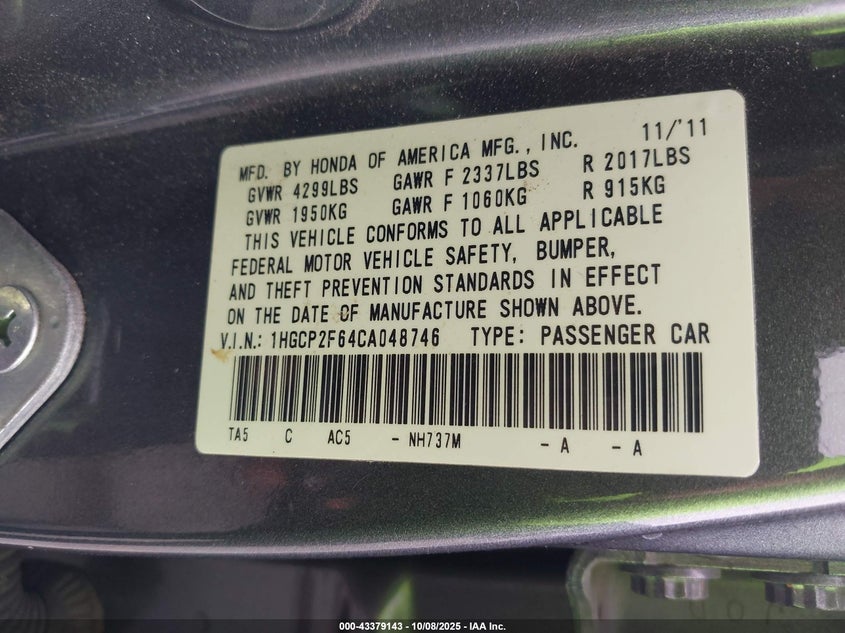 MFD. BY HONDA OF AMERICA MFG., INC. 11/'11
GVWR 4299LBS GAWR F 2337LBS R 2017LBS
GVWR 1950KG GAWR F 1060KG R 915KG
THIS VEHICLE CONFORMS TO ALL APPLICABLE
FEDERAL MOTOR VEHICLE SAFETY, BUMPER,
AND THEFT PREVENTION STANDARDS IN EFFECT
ON THE DATE OF MANUFACTURE SHOWN ABOVE.
V.I.N.: 1HGCP2F64CA048746 TYPE: PASSENGER CAR
TA5 C AC5 - NH737M - A - A
000-43379143 - 10/08/2025 - IAA Inc.